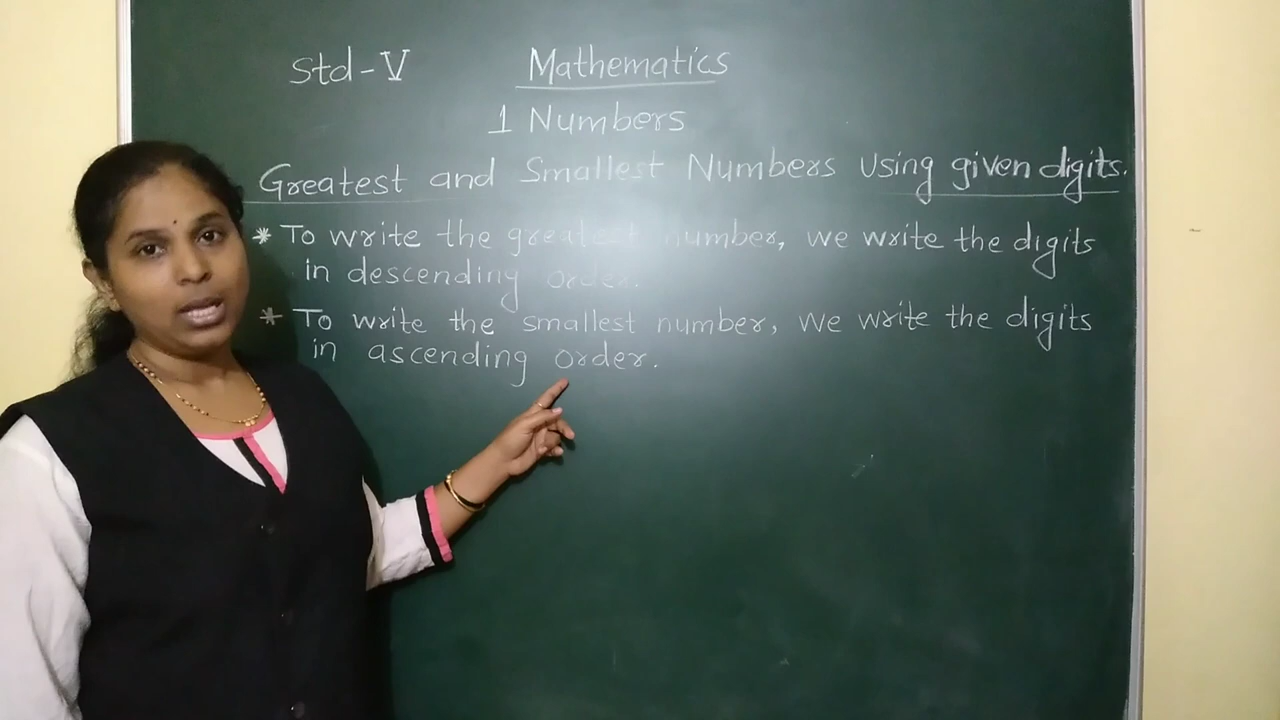 Std-V Mathematics
1 Numbers
Greatest and Smallest Numbers Using given digits.
* To write the greatest number, we write the digits
in descending order.
* To write the smallest number, we write the digits
in ascending order.